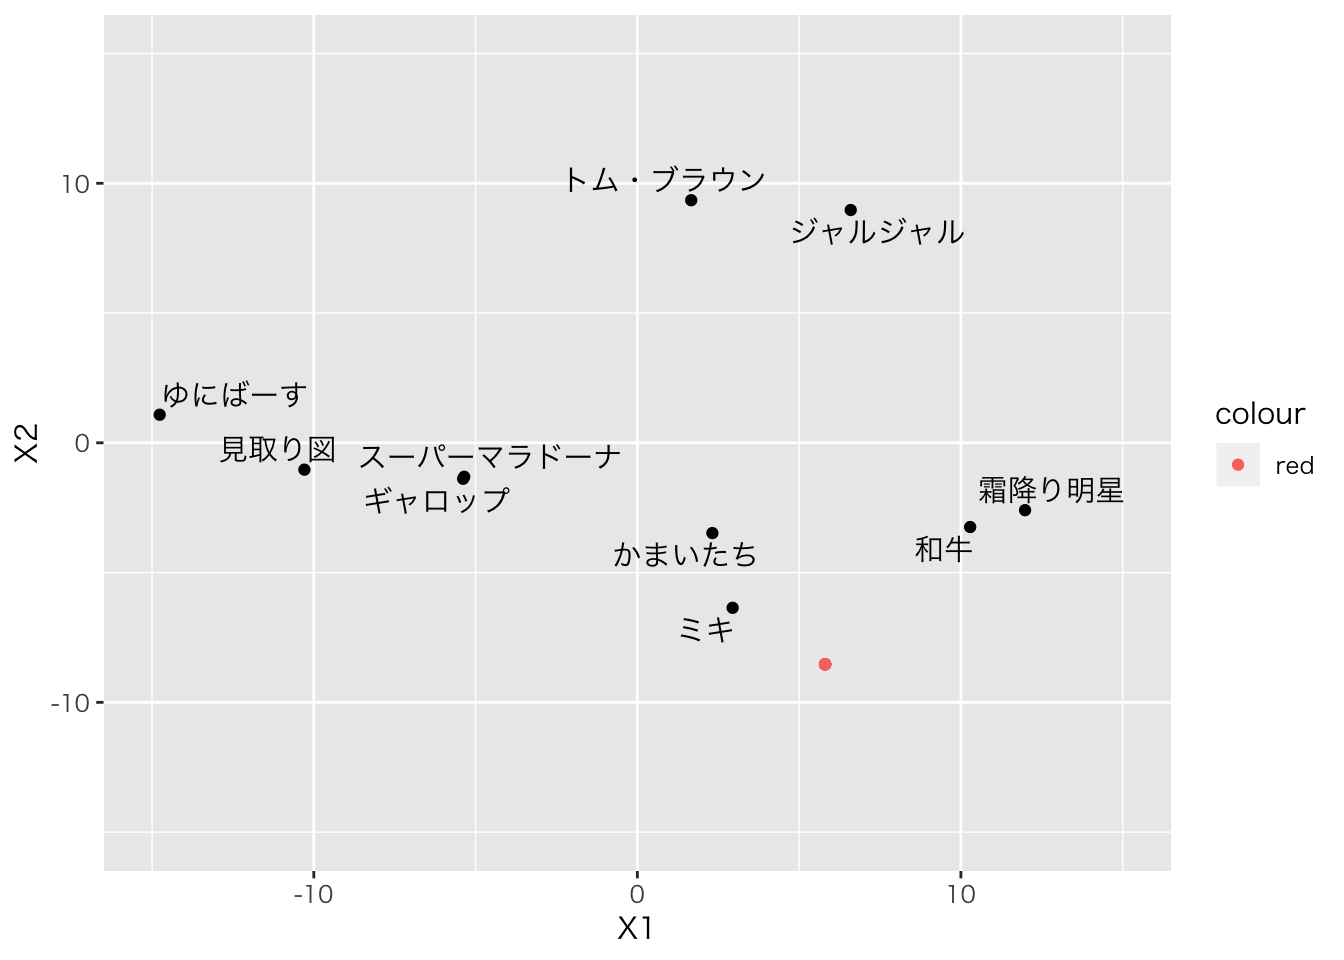 トム・ブラウン
10
ジャルジャル
ゆにばーす
colour
X2
0
見取り図
スーパーマラドーナ
red
ギャロップ
霜降り明星
和牛
かまいたち
ミキ
-10
-10
0
10
X1